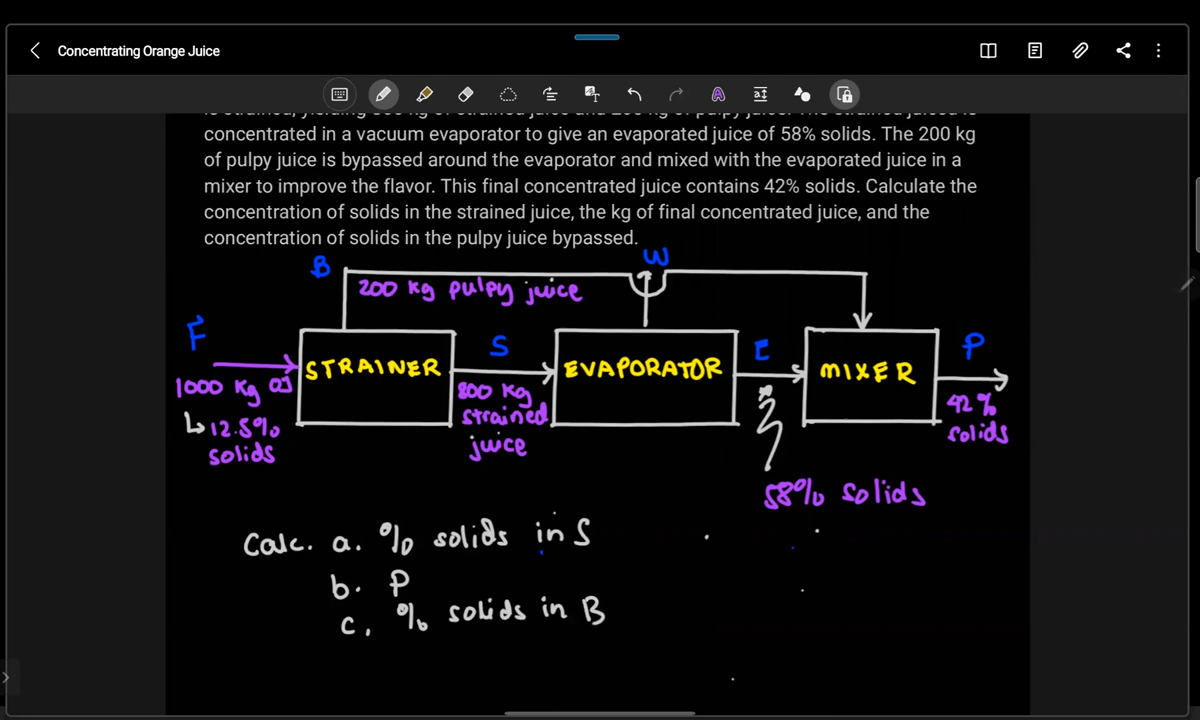 Concentrating Orange Juice
concentrated in a vacuum evaporator to give an evaporated juice of 58% solids. The 200 kg
of pulpy juice is bypassed around the evaporator and mixed with the evaporated juice in a
mixer to improve the flavor. This final concentrated juice contains 42% solids. Calculate the
concentration of solids in the strained juice, the kg of final concentrated juice, and the
concentration of solids in the pulpy juice bypassed.
B
W
200 kg pulpy juice
F
S
E
P
STRAINER
EVAPORATOR
MIXER
1000 kg OJ
12.5%
solids
800 kg
strained
juice
42%
solids
58% solids
Calc. a. % solids in S
b. P
c. % solids in B